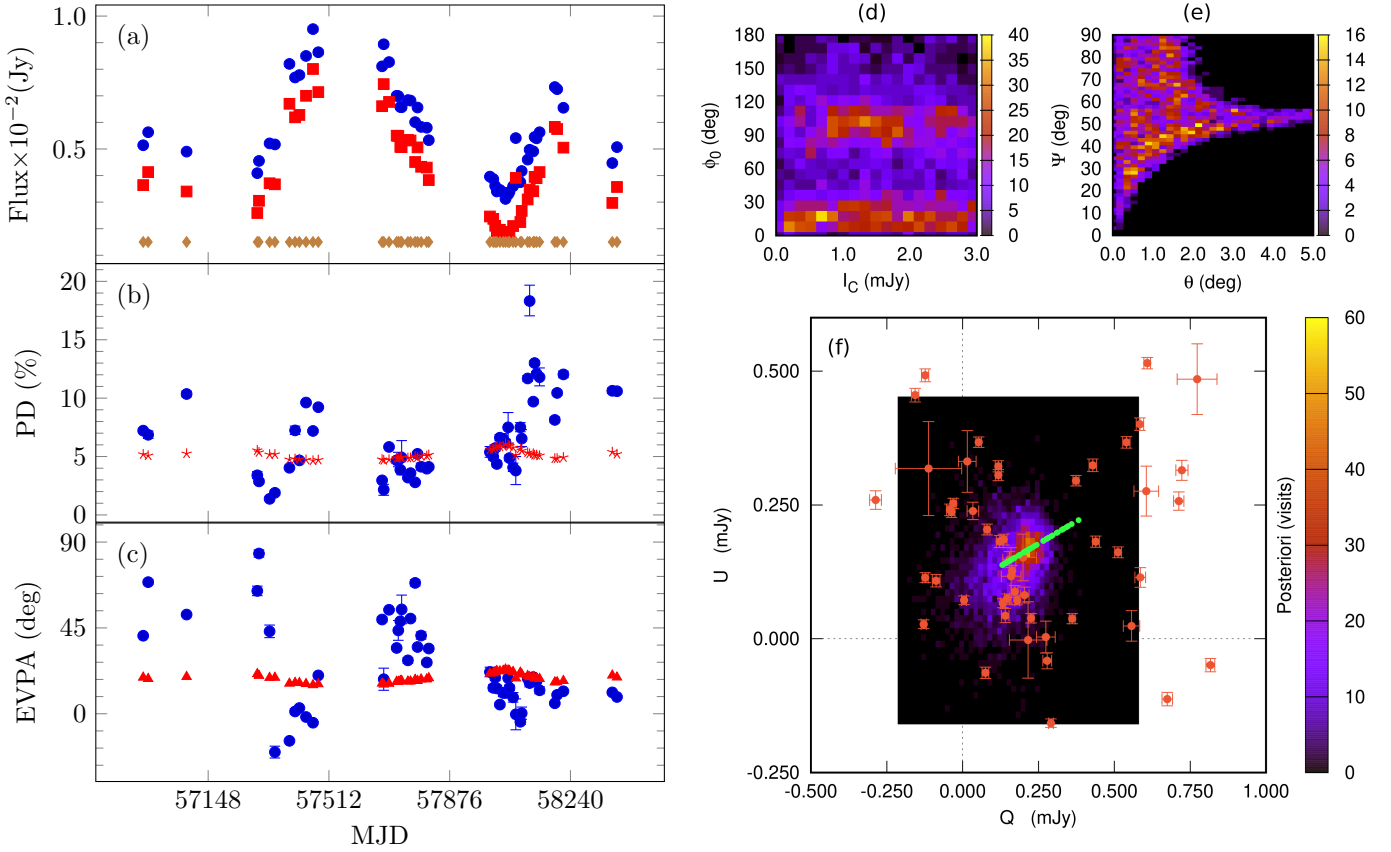 (a)
1.0
0.5
Flux×10⁻² (Jy)
(b)
20
15
10
5
0
PD (%)
(c)
90
45
0
EVPA (deg)
57148 57512 57876 58240
MJD
(d)
180
150
120
90
60
30
0
ϕ₀ (deg)
0.0 1.0 2.0 3.0
I_C (mJy)
40
35
30
25
20
15
10
5
0
(e)
90
80
70
60
50
40
30
20
10
0
Ψ (deg)
0.0 1.0 2.0 3.0 4.0 5.0
θ (deg)
16
14
12
10
8
6
4
2
0
(f)
0.500
0.250
0.000
-0.250
U (mJy)
-0.500 -0.250 0.000 0.250 0.500 0.750 1.000
Q (mJy)
60
50
40
30
20
10
0
Posteriori (visits)